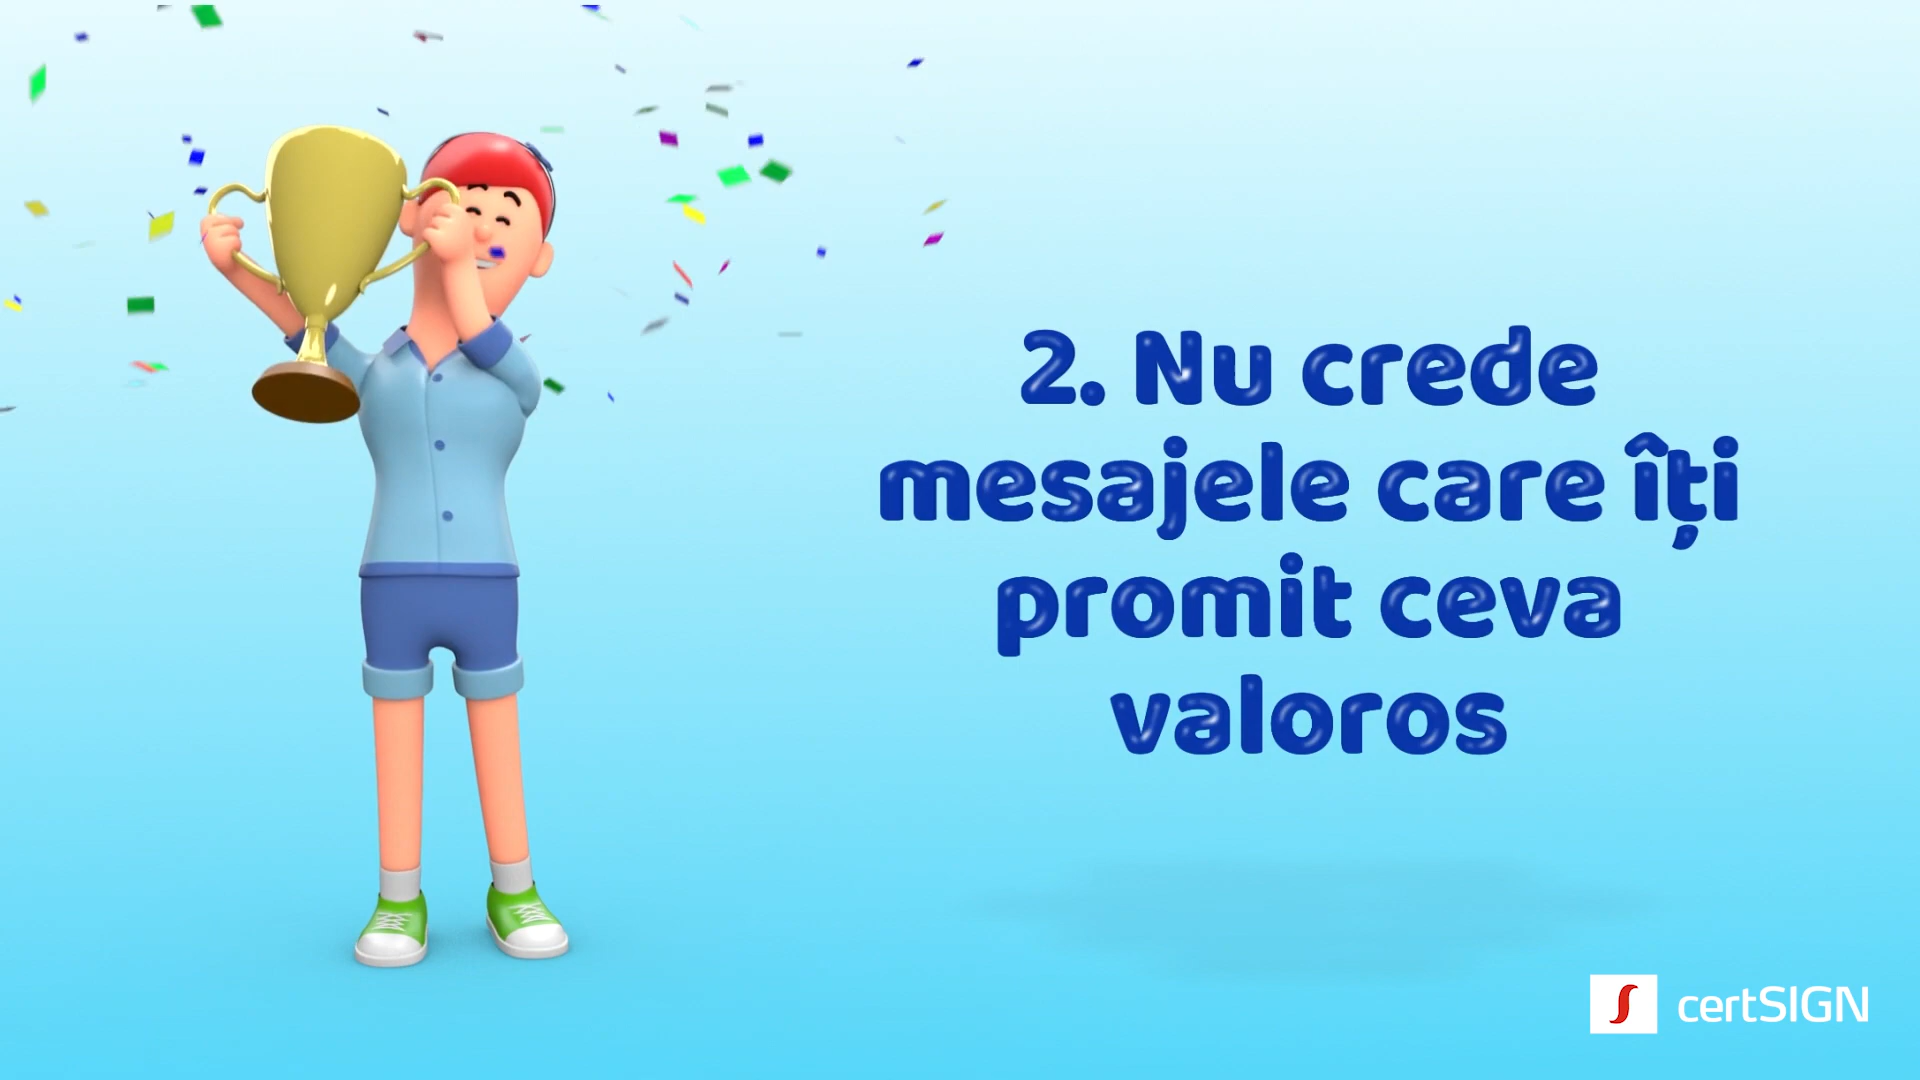 2. Nu crede
mesajele care îți
promit ceva
valoros
certSIGN